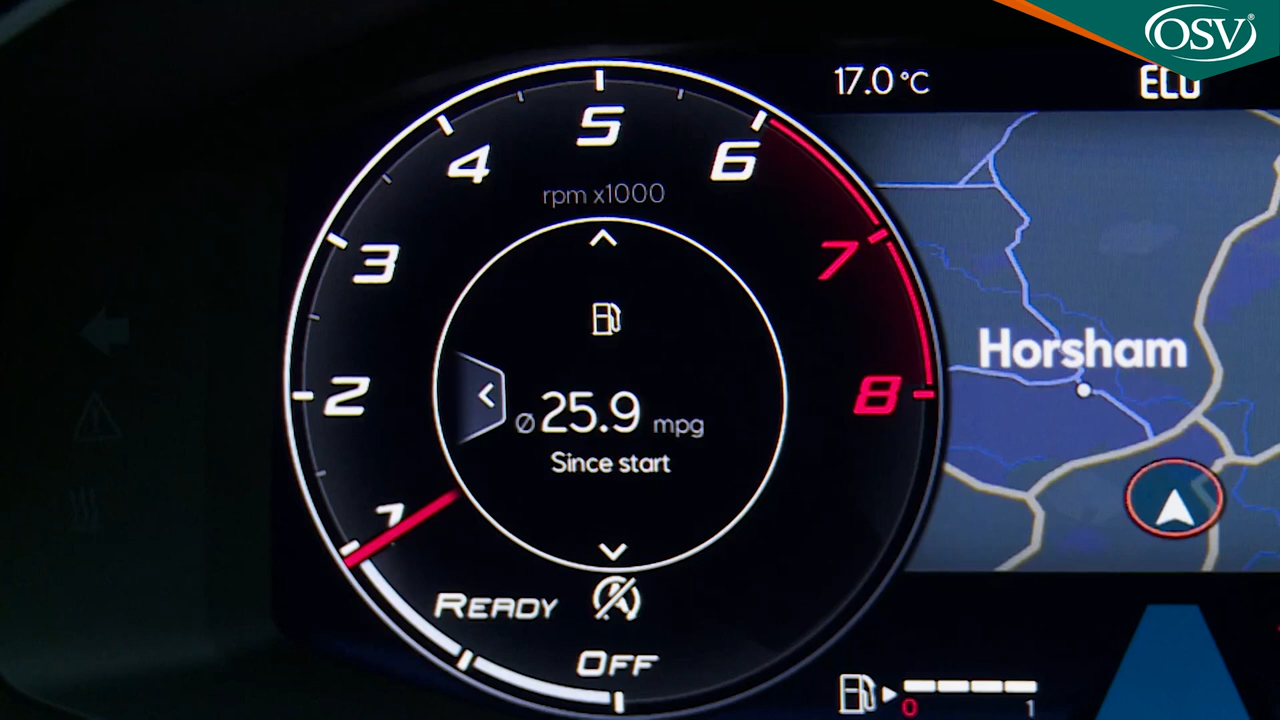 OSV®
17.0 °C
ECO
5
4
6
rpm x1000
3
7
Horsham
2
8
Ø 25.9 mpg
Since start
1
READY
OFF
0 1